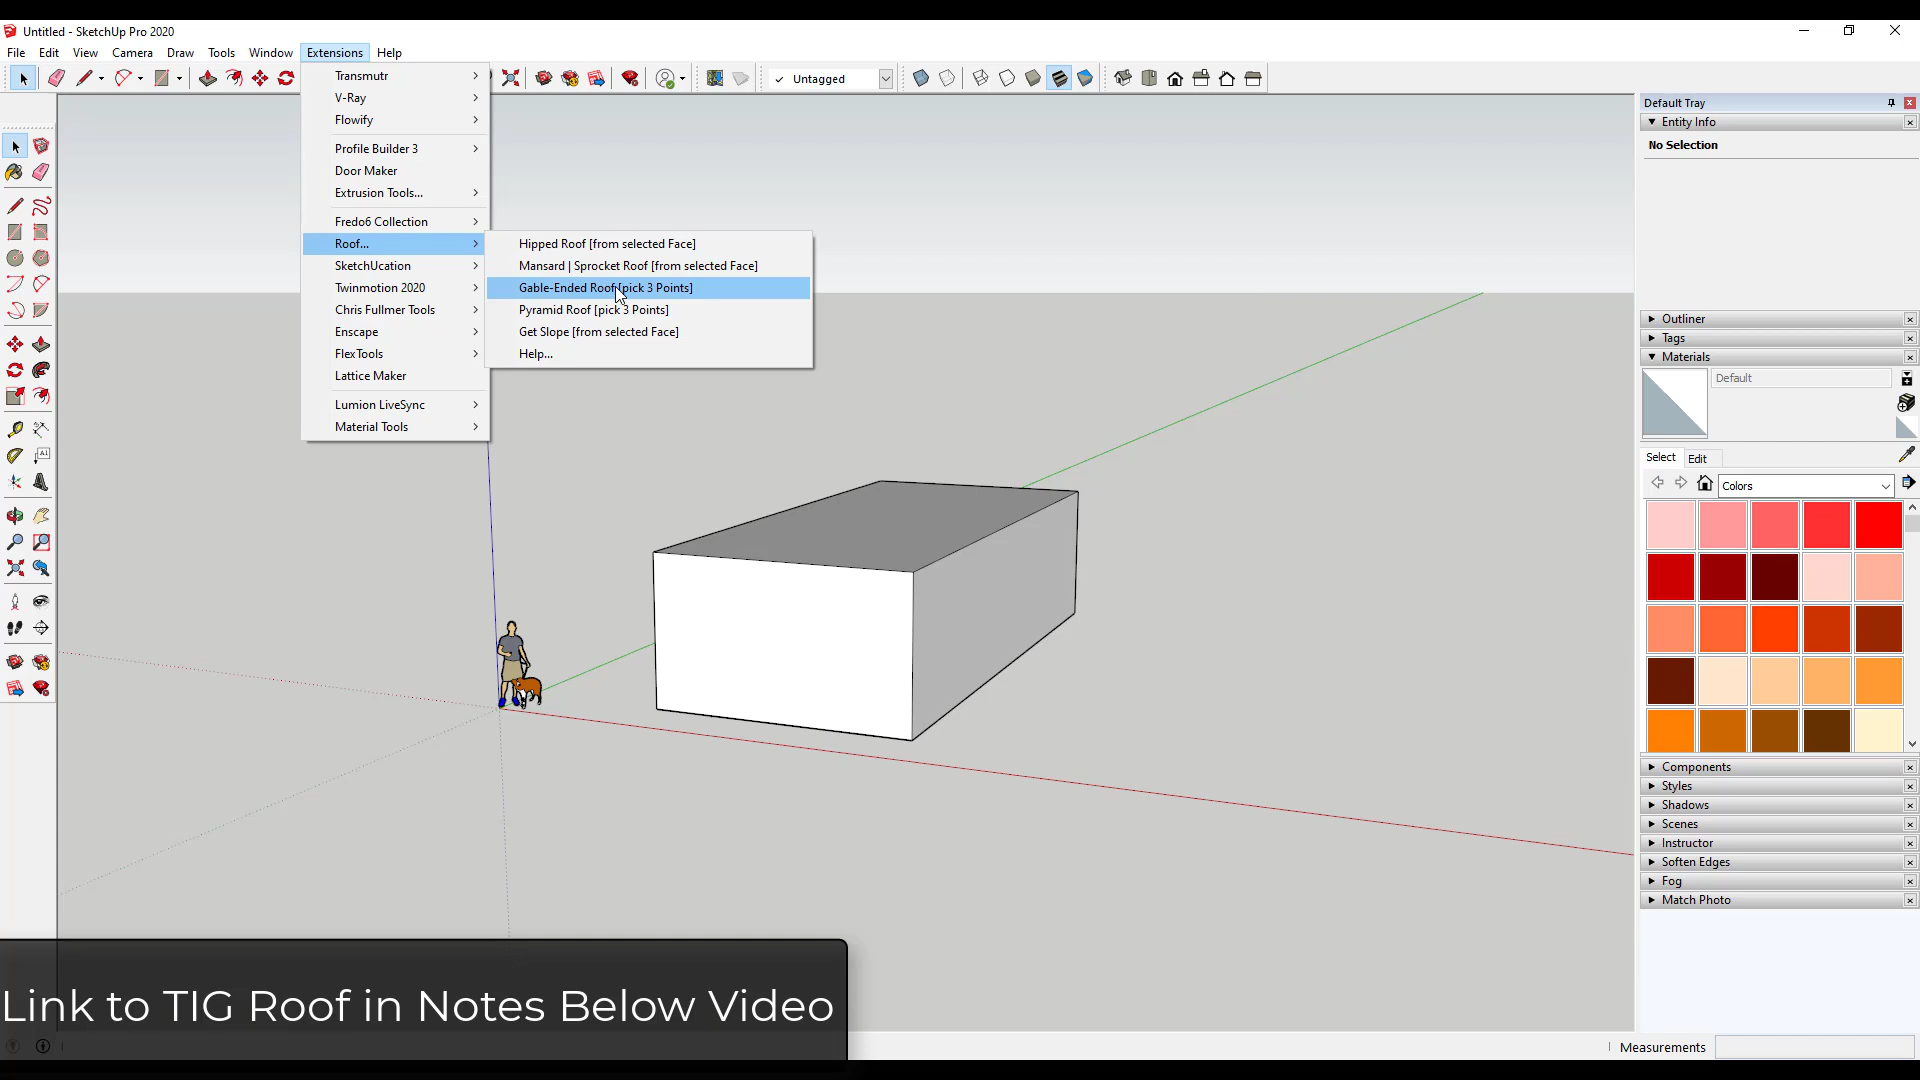 Untitled - SketchUp Pro 2020
File Edit View Camera Draw Tools Window Extensions Help
Untagged
Transmutr
V-Ray
Flowify
Profile Builder 3
Door Maker
Extrusion Tools...
Fredo6 Collection
Roof...
SketchUcation
Twinmotion 2020
Chris Fullmer Tools
Enscape
FlexTools
Lattice Maker
Lumion LiveSync
Material Tools
Hipped Roof [from selected Face]
Mansard | Sprocket Roof [from selected Face]
Gable-Ended Roof [pick 3 Points]
Pyramid Roof [pick 3 Points]
Get Slope [from selected Face]
Help...
Default Tray
Entity Info
No Selection
Outliner
Tags
Materials
Default
Select Edit
Colors
Components
Styles
Shadows
Scenes
Instructor
Soften Edges
Fog
Match Photo
Link to TIG Roof in Notes Below Video
Measurements